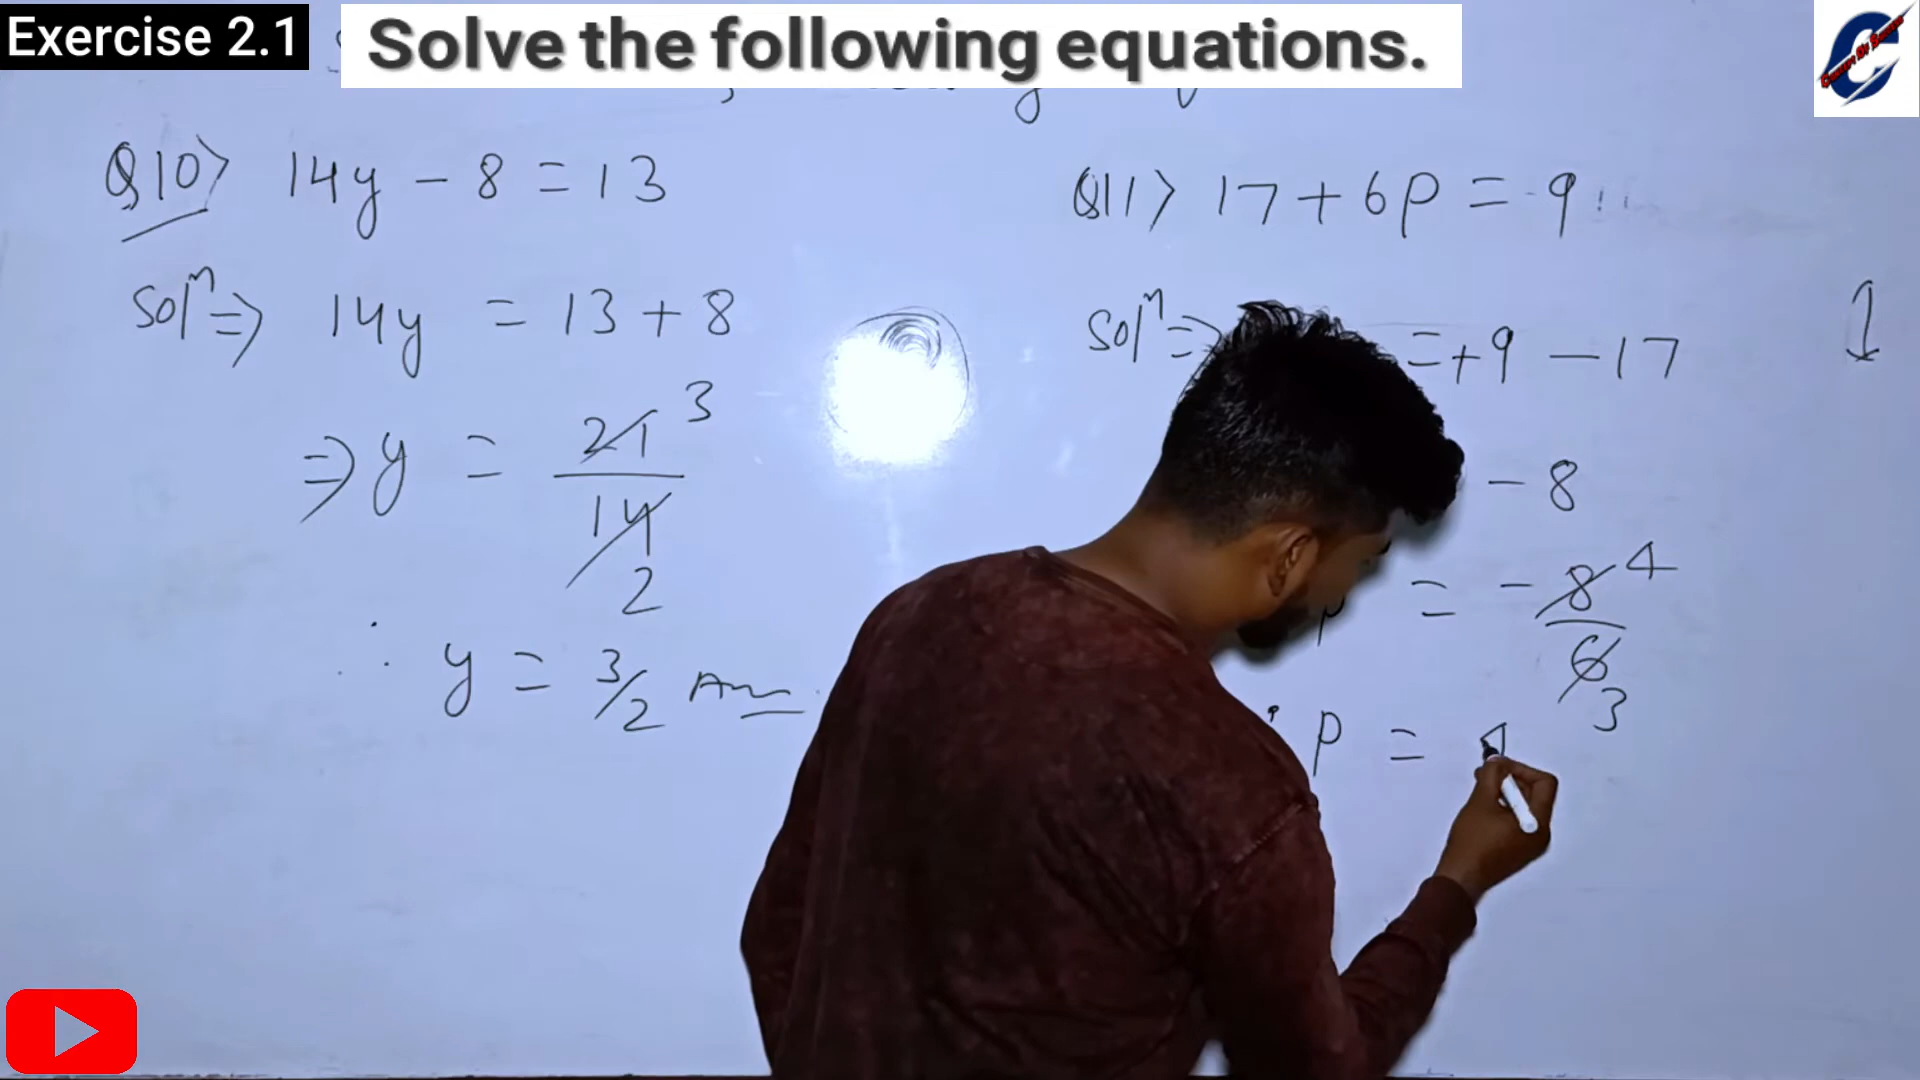 Exercise 2.1
Solve the following equations.
Q10> 14y - 8 = 13
Solⁿ ⇒ 14y = 13 + 8
⇒ y = 21/14 3 2
∴ y = 3/2 Ans
Q11> 17 + 6p = 9
Solⁿ ⇒ = +9 - 17
- 8
p = - 8/6 4 3
p = 4